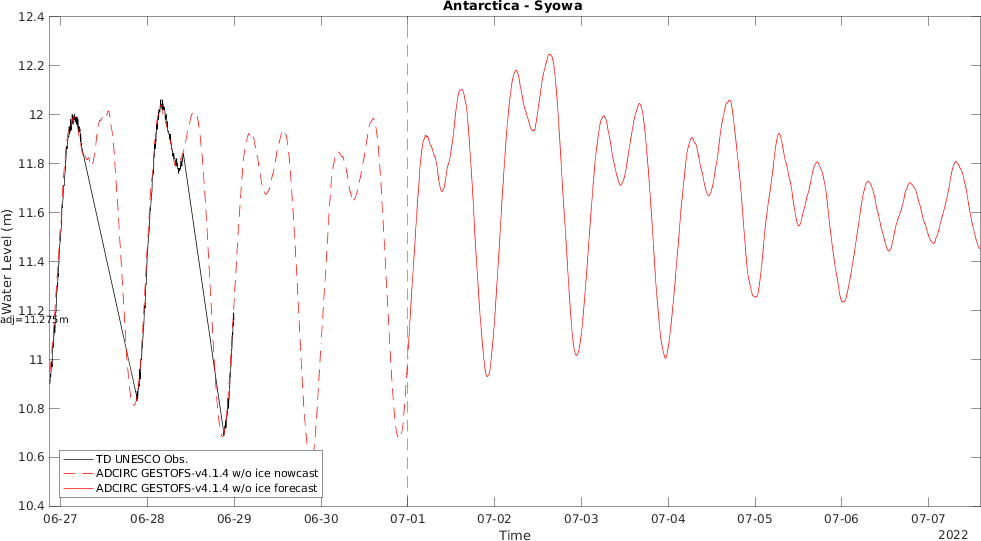 Antarctica - Syowa
12.4
12.2
12
11.8
11.6
11.4
11.2
11
10.8
10.6
10.4
Water Level (m)
adj=11.275m
TD UNESCO Obs.
ADCIRC GESTOFS-v4.1.4 w/o ice nowcast
ADCIRC GESTOFS-v4.1.4 w/o ice forecast
06-27 06-28 06-29 06-30 07-01 07-02 07-03 07-04 07-05 07-06 07-07
Time
2022